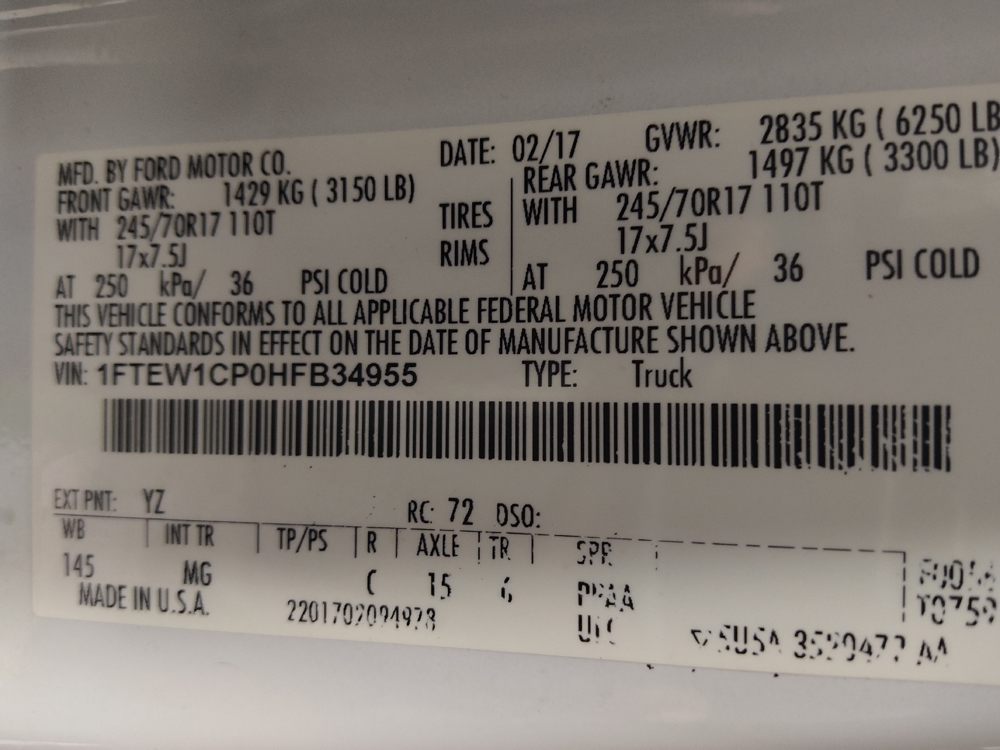 MFD. BY FORD MOTOR CO. DATE: 02/17 GVWR: 2835 KG ( 6250 LB
FRONT GAWR: 1429 KG ( 3150 LB) REAR GAWR: 1497 KG ( 3300 LB)
WITH 245/70R17 110T TIRES WITH 245/70R17 110T
17x7.5J RIMS 17x7.5J
AT 250 kPa/ 36 PSI COLD AT 250 kPa/ 36 PSI COLD
THIS VEHICLE CONFORMS TO ALL APPLICABLE FEDERAL MOTOR VEHICLE
SAFETY STANDARDS IN EFFECT ON THE DATE OF MANUFACTURE SHOWN ABOVE.
VIN: 1FTEW1CP0HFB34955 TYPE: Truck
EXT PNT: YZ RC: 72 DSO:
WB INT TR TP/PS R AXLE TR SPR
145 MG C 15 6
MADE IN U.S.A.